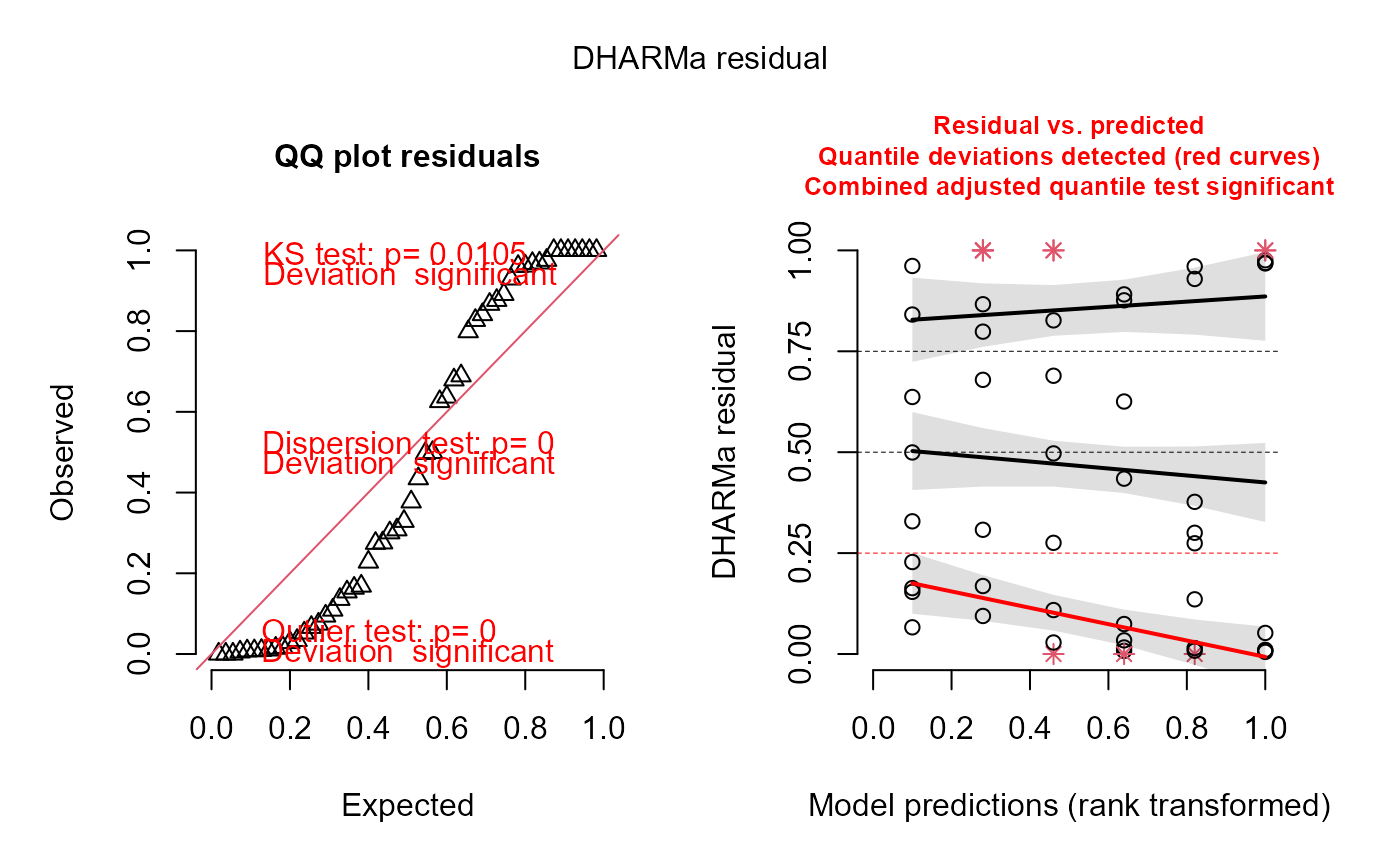 DHARMa residual
QQ plot residuals
Observed
0.0 0.2 0.4 0.6 0.8 1.0
KS test: p= 0.0105
Deviation  significant
Dispersion test: p= 0
Deviation  significant
Outlier test: p= 0
Deviation  significant
0.0 0.2 0.4 0.6 0.8 1.0
Expected
Residual vs. predicted
Quantile deviations detected (red curves)
Combined adjusted quantile test significant
DHARMa residual
0.00 0.25 0.50 0.75 1.00
0.0 0.2 0.4 0.6 0.8 1.0
Model predictions (rank transformed)